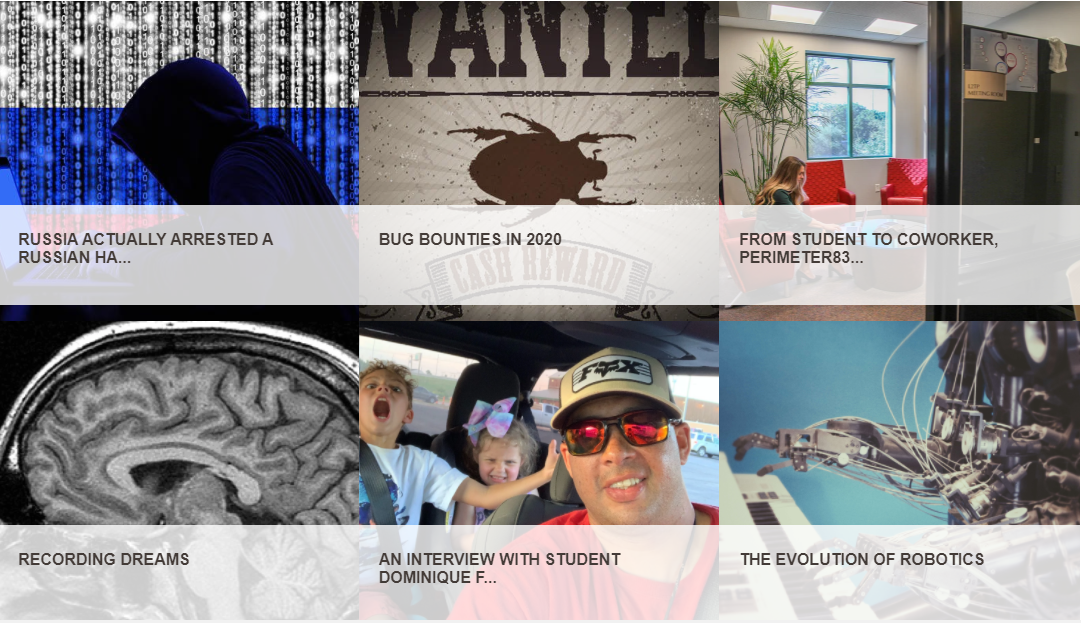 WANTED
RUSSIA ACTUALLY ARRESTED A
RUSSIAN HA...
BUG BOUNTIES IN 2020
CASH REWARD
FROM STUDENT TO COWORKER,
PERIMETER83...
RECORDING DREAMS
FOX
AN INTERVIEW WITH STUDENT
DOMINIQUE F...
THE EVOLUTION OF ROBOTICS